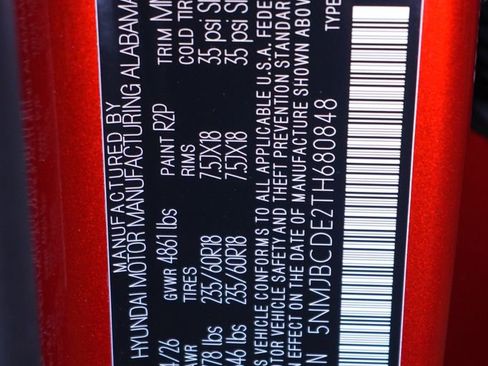 MANUFACTURED BY
HYUNDAI MOTOR MANUFACTURING ALABAMA
/26 GVWR 4861 lbs PAINT R2P TRIM
AWR TIRES RIMS COLD TIRE
78 lbs 235/60R18 7.5JX18 35 psi
46 lbs 235/60R18 7.5JX18 35 psi
VEHICLE CONFORMS TO ALL APPLICABLE U.S.A. FEDE
TOR VEHICLE SAFETY AND THEFT PREVENTION STANDAR
EFFECT ON THE DATE OF MANUFACTURE SHOWN ABOVE
N 5NMJBCDE2TH680848 TYPE